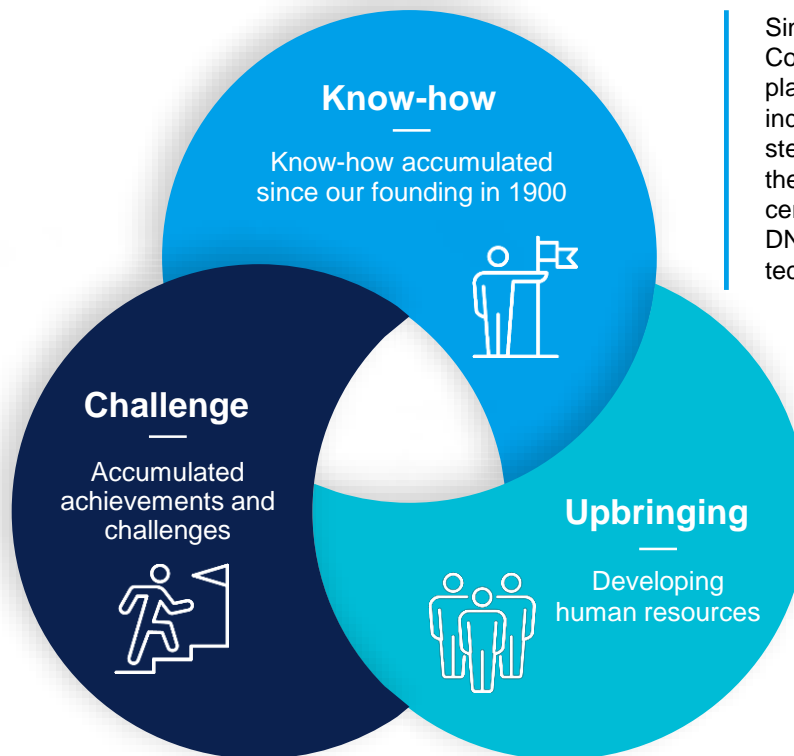 Know-how
Know-how accumulated
since our founding in 1900
Challenge
Accumulated
achievements and
challenges
Upbringing
Developing
human resources